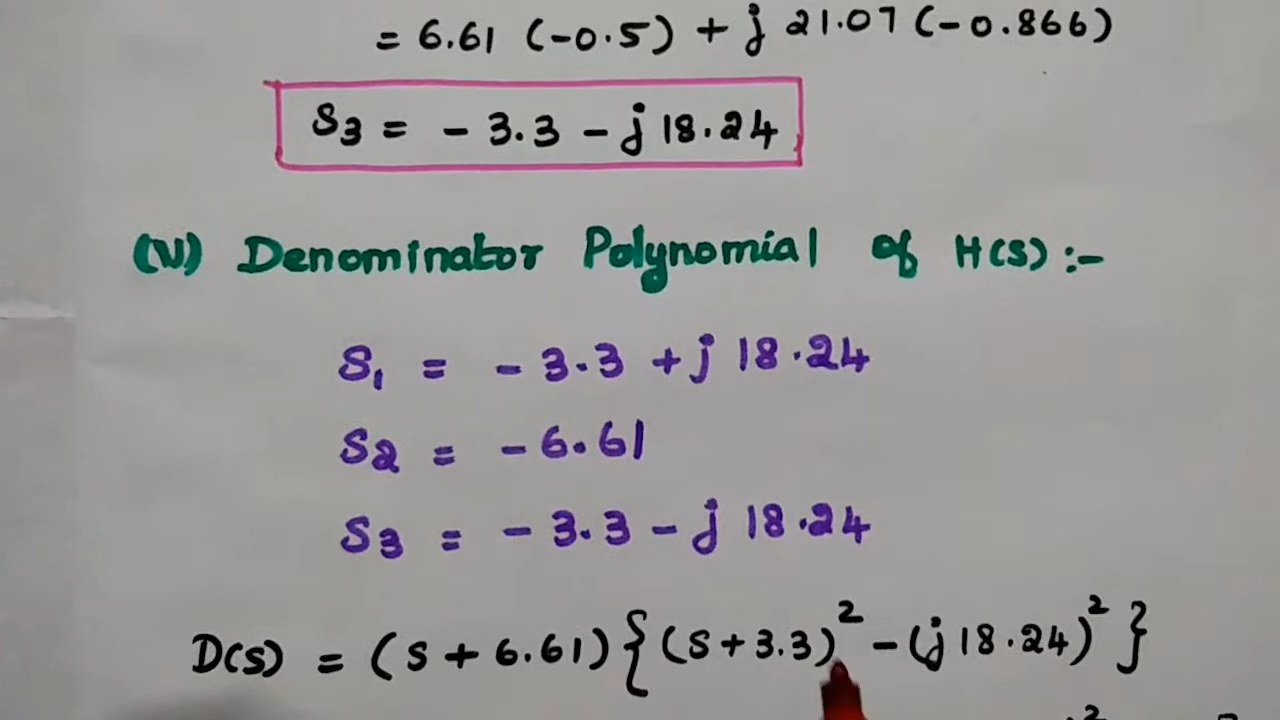 = 6.61 (-0.5) + j 21.07 (-0.866)
S3 = - 3.3 - j 18.24
(V) Denominator Polynomial of H(S) :-
S1 = - 3.3 + j 18.24
S2 = - 6.61
S3 = - 3.3 - j 18.24
D(S) = (S + 6.61) { (S + 3.3)² - (j 18.24)² }